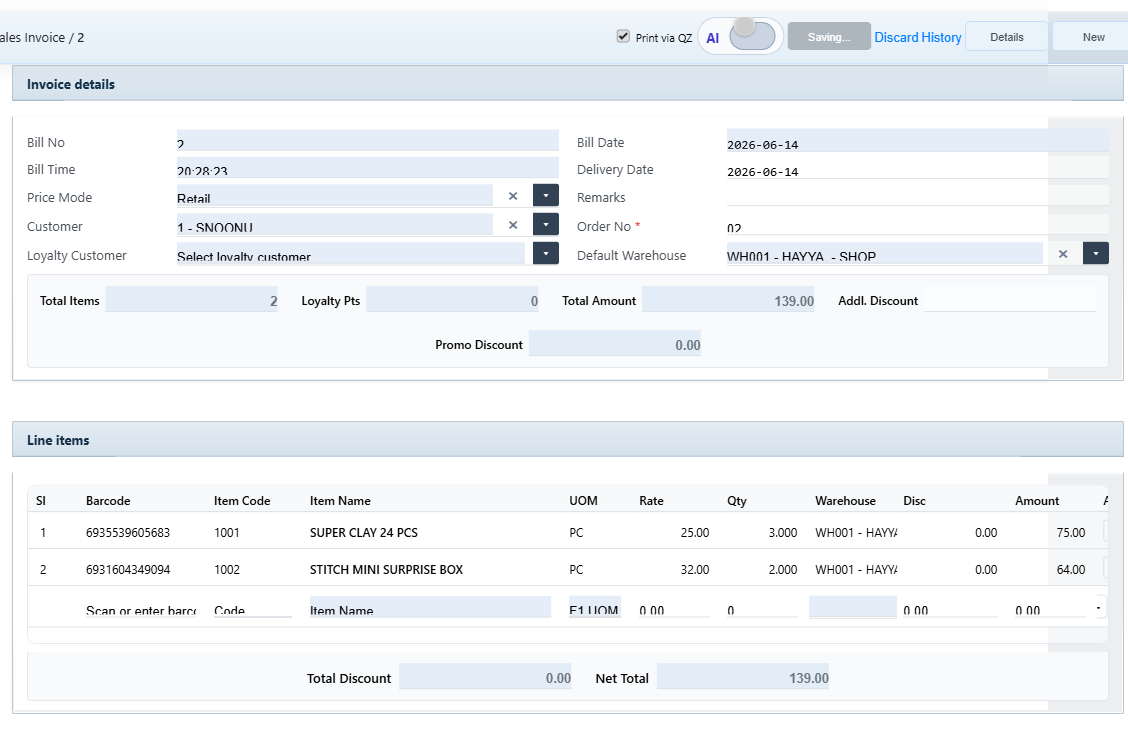 ales Invoice / 2
Print via QZ AI Saving... Discard History Details New
Invoice details
Bill No 2 Bill Date 2026-06-14
Bill Time 20:28:23 Delivery Date 2026-06-14
Price Mode Retail × Remarks
Customer 1 - SNOONU × Order No * 02
Loyalty Customer Select loyalty customer Default Warehouse WH001 - HAYYA - SHOP ×
Total Items 2 Loyalty Pts 0 Total Amount 139.00 Addl. Discount
Promo Discount 0.00
Line items
Sl Barcode Item Code Item Name UOM Rate Qty Warehouse Disc Amount A
1 6935539605683 1001 SUPER CLAY 24 PCS PC 25.00 3.000 WH001 - HAYYA 0.00 75.00
2 6931604349094 1002 STITCH MINI SURPRISE BOX PC 32.00 2.000 WH001 - HAYYA 0.00 64.00
Scan or enter barco Code Item Name F1 UOM 0.00 0 0.00 0.00 -
Total Discount 0.00 Net Total 139.00